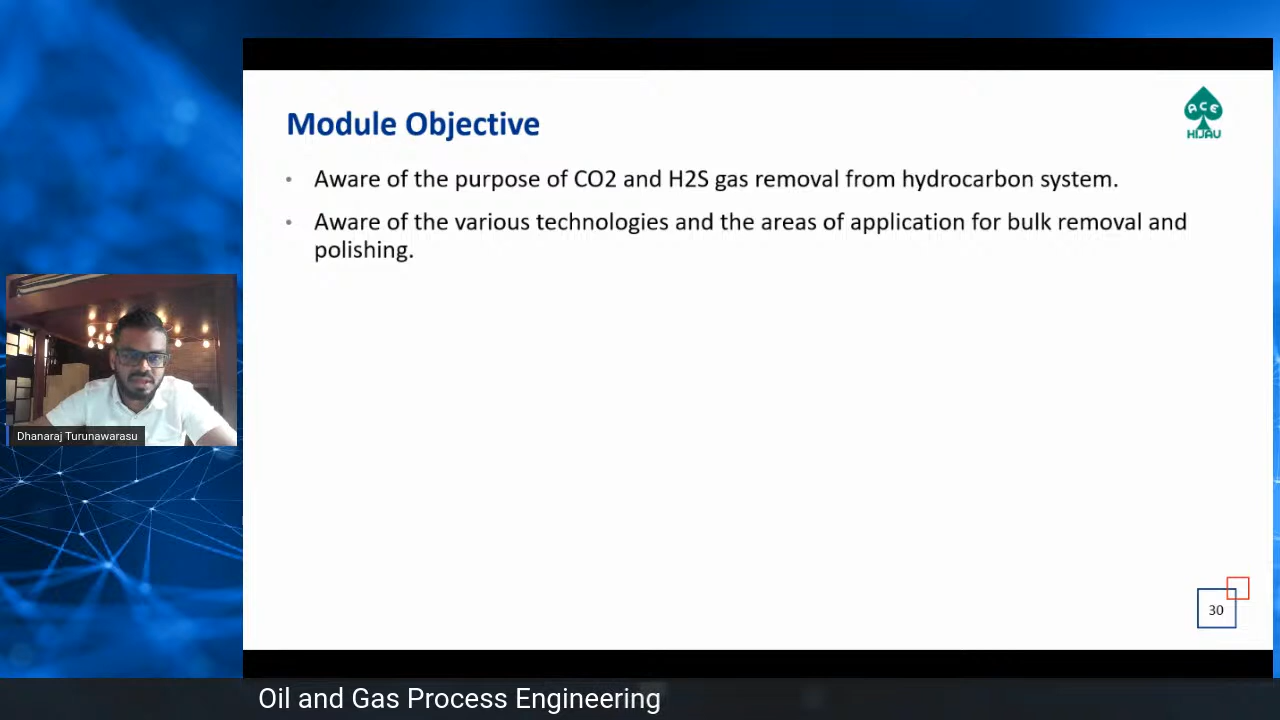 Module Objective
ACE
HIJAU
• Aware of the purpose of CO2 and H2S gas removal from hydrocarbon system.
• Aware of the various technologies and the areas of application for bulk removal and
polishing.
Dhanaraj Turunawarasu
30
Oil and Gas Process Engineering